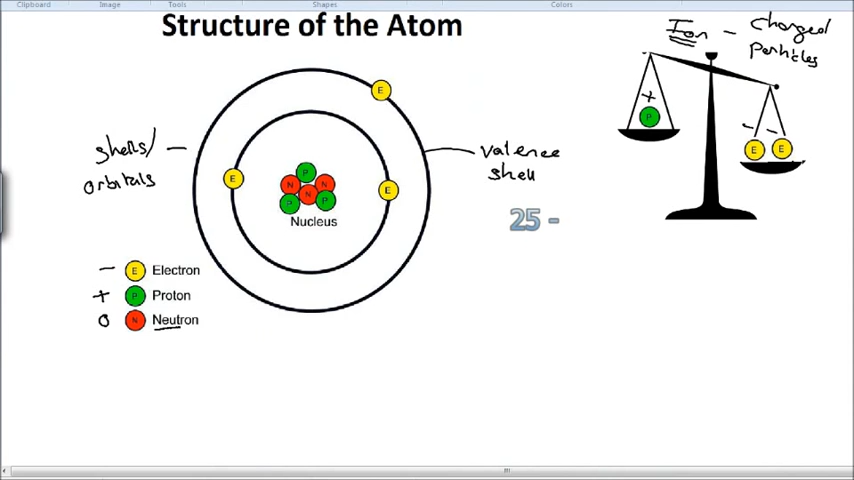 Clipboard
Image
Tools
Shapes
Colors
Structure of the Atom
Ion - charged
particles
shells/
orbitals
valence
shell
E
E
E
P
N
N
N
P
P
Nucleus
+
P
- -
E E
25 -
- E Electron
+ P Proton
0 N Neutron